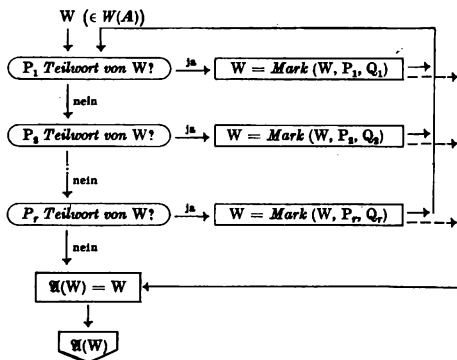 W (∈ W(A))
P₁ Teilwort von W? ja W = Mark (W, P₁, Q₁)
nein
P₂ Teilwort von W? ja W = Mark (W, P₂, Q₂)
nein
Pᵣ Teilwort von W? ja W = Mark (W, Pᵣ, Qᵣ)
nein
𝔄(W) = W
𝔄(W)